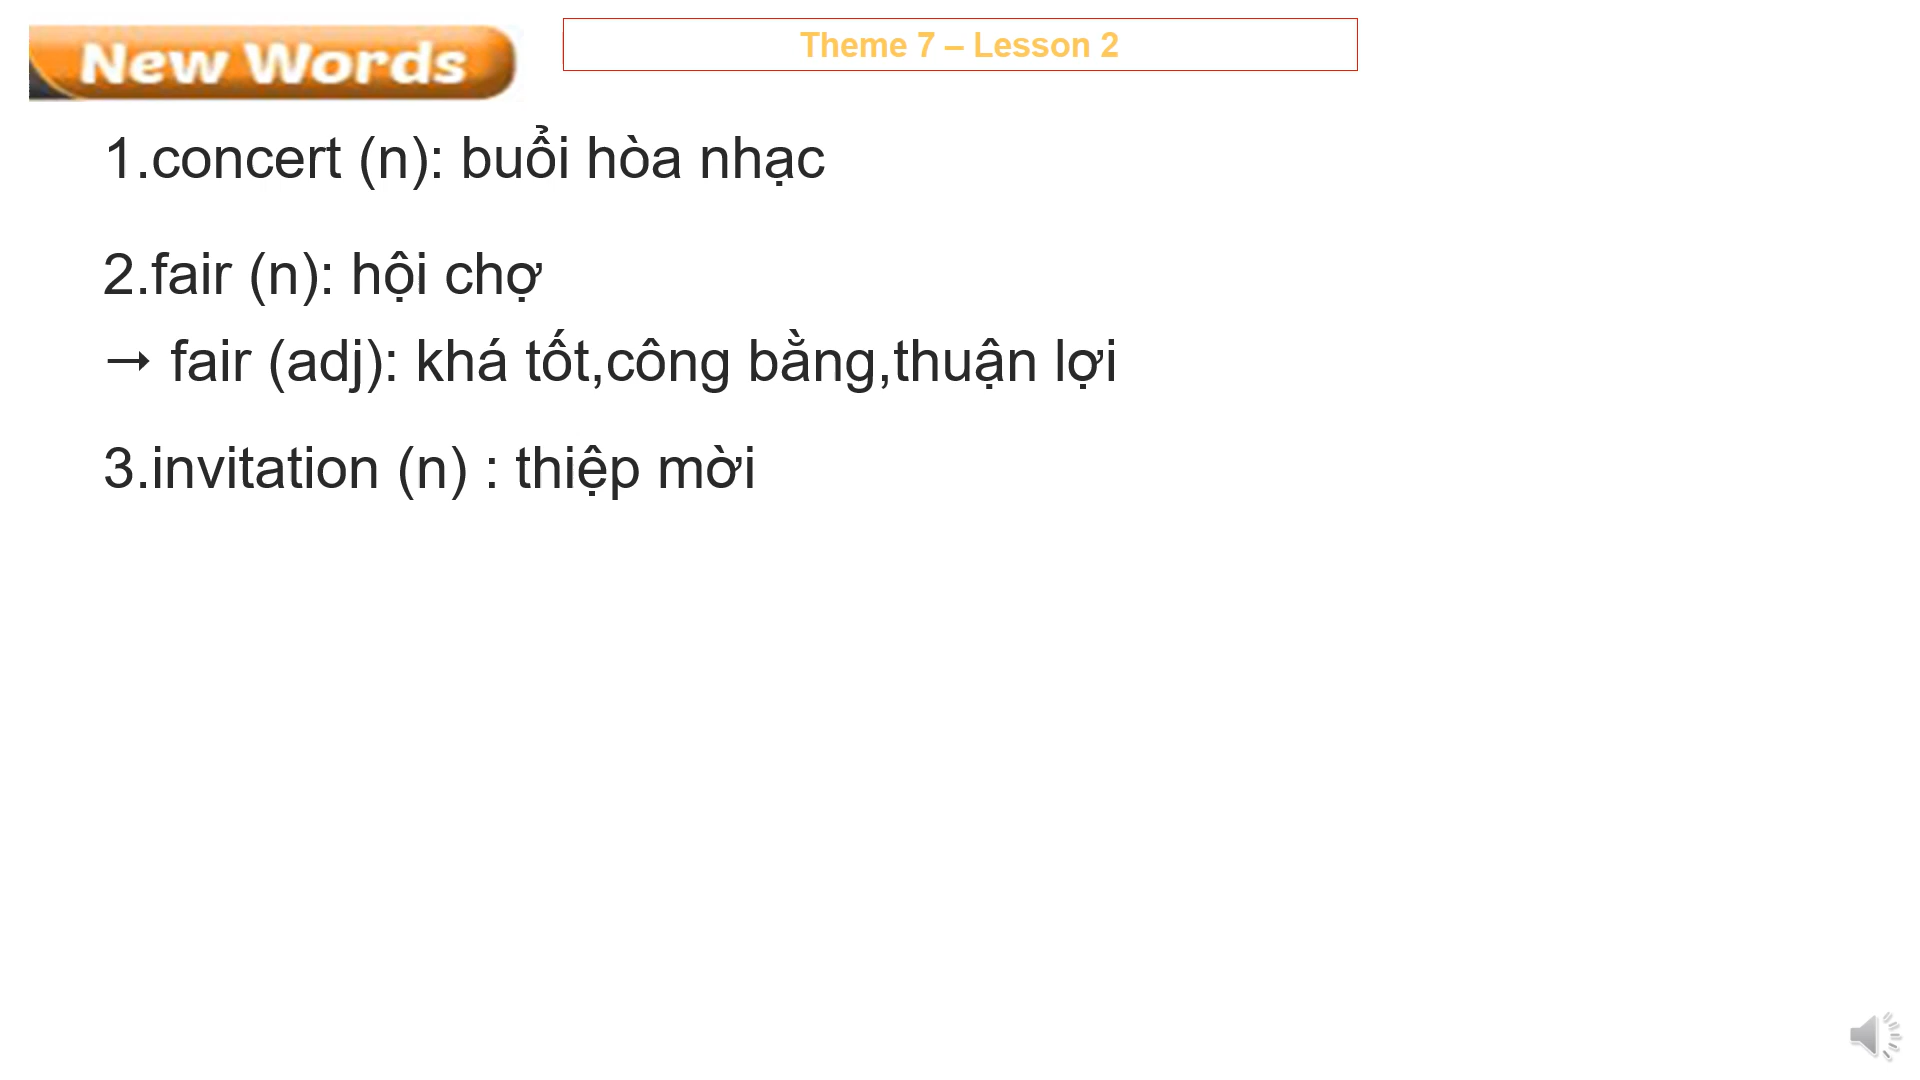 New Words
Theme 7 – Lesson 2
1.concert (n): buổi hòa nhạc
2.fair (n): hội chợ
→ fair (adj): khá tốt,công bằng,thuận lợi
3.invitation (n) : thiệp mời